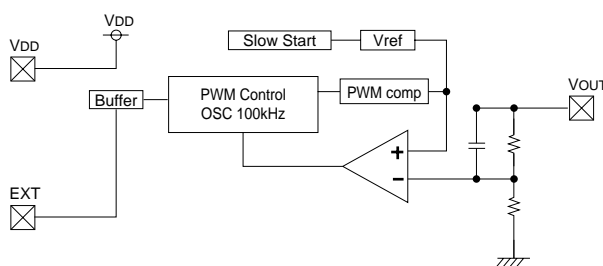 VDD
VDD
Slow Start
Vref
Buffer
PWM Control
OSC 100kHz
PWM comp
VOUT
+
−
EXT